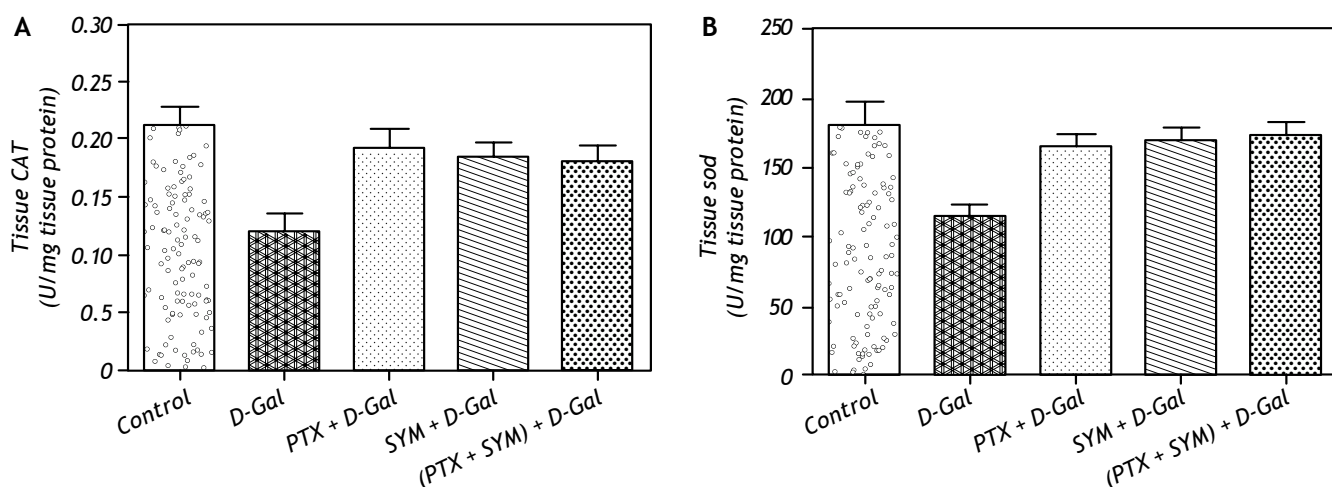 A
Tissue CAT
(U/mg tissue protein)
0.30
0.25
0.20
0.15
0.10
0.5
0
Control
D-Gal
PTX + D-Gal
SYM + D-Gal
(PTX + SYM) + D-Gal
B
Tissue sod
(U/mg tissue protein)
250
200
150
100
50
0
Control
D-Gal
PTX + D-Gal
SYM + D-Gal
(PTX + SYM) + D-Gal